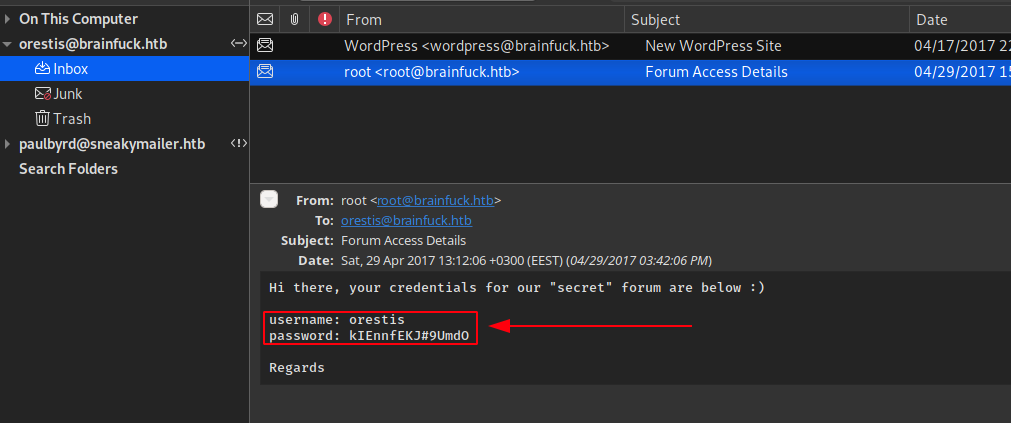 On This Computer
orestis@brainfuck.htb
Inbox
Junk
Trash
paulbyrd@sneakymailer.htb
Search Folders
From Subject Date
WordPress <wordpress@brainfuck.htb> New WordPress Site 04/17/2017 22
root <root@brainfuck.htb> Forum Access Details 04/29/2017 15
From: root <root@brainfuck.htb>
To: orestis@brainfuck.htb
Subject: Forum Access Details
Date: Sat, 29 Apr 2017 13:12:06 +0300 (EEST) (04/29/2017 03:42:06 PM)
Hi there, your credentials for our "secret" forum are below :)
username: orestis
password: kIEnnfEKJ#9UmdO
Regards